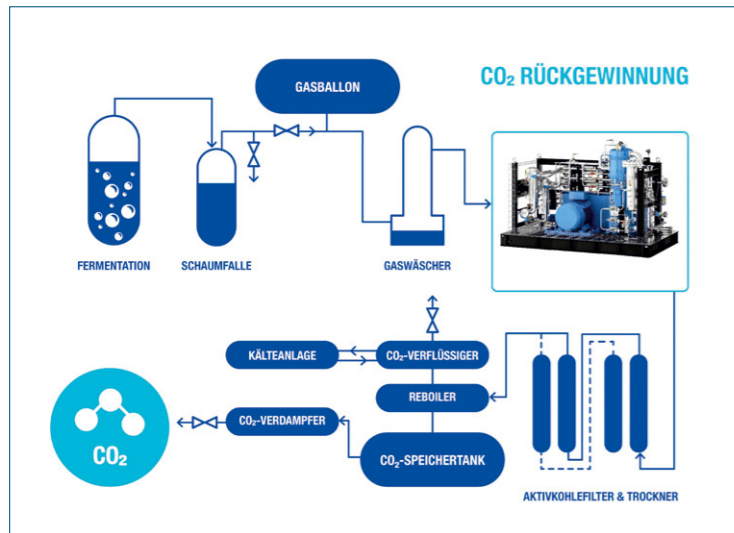 CO₂ RÜCKGEWINNUNG
GASBALLON
FERMENTATION
SCHAUMFALLE
GASWÄSCHER
KÄLTEANLAGE
CO₂-VERFLÜSSIGER
REBOILER
CO₂-VERDAMPFER
CO₂
CO₂-SPEICHERTANK
AKTIVKOHLEFILTER & TROCKNER